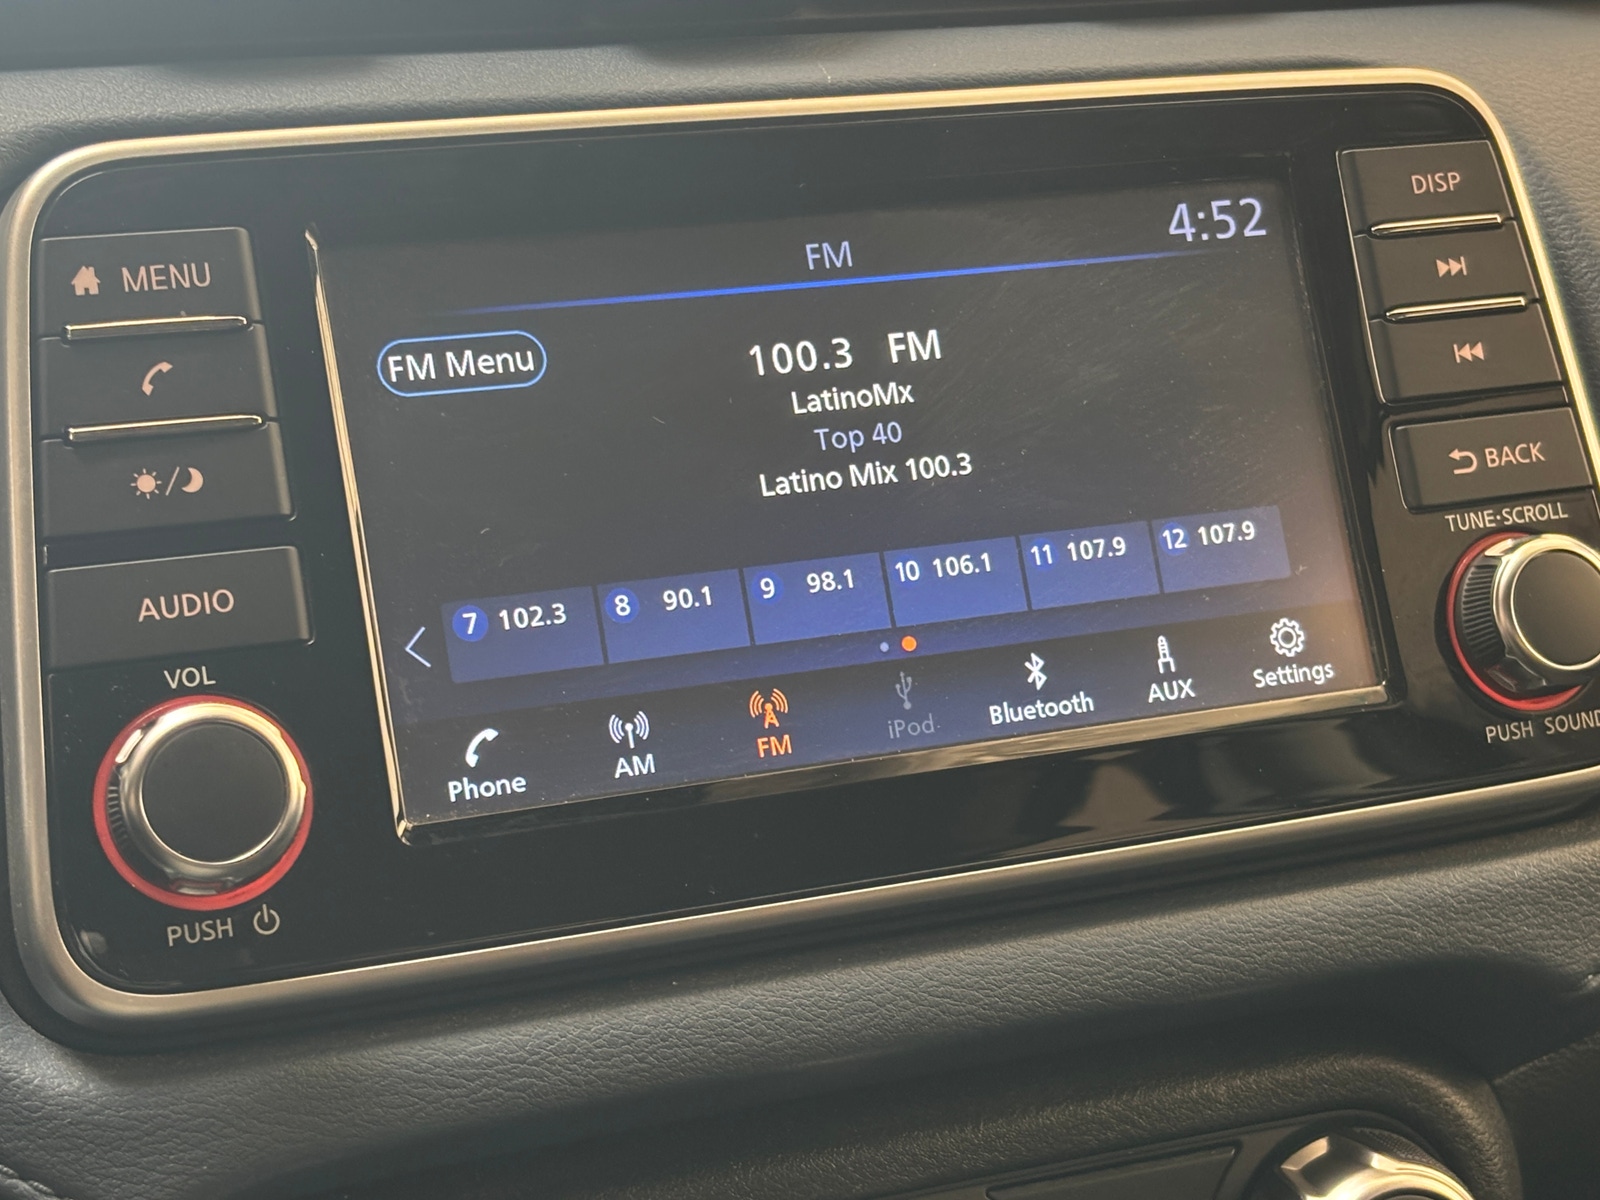 MENU
AUDIO
VOL
PUSH
4:52
FM
FM Menu
100.3 FM
LatinoMx
Top 40
Latino Mix 100.3
7 102.3
8 90.1
9 98.1
10 106.1
11 107.9
12 107.9
Phone
AM
FM
iPod
Bluetooth
AUX
Settings
DISP
BACK
TUNE·SCROLL
PUSH SOUND